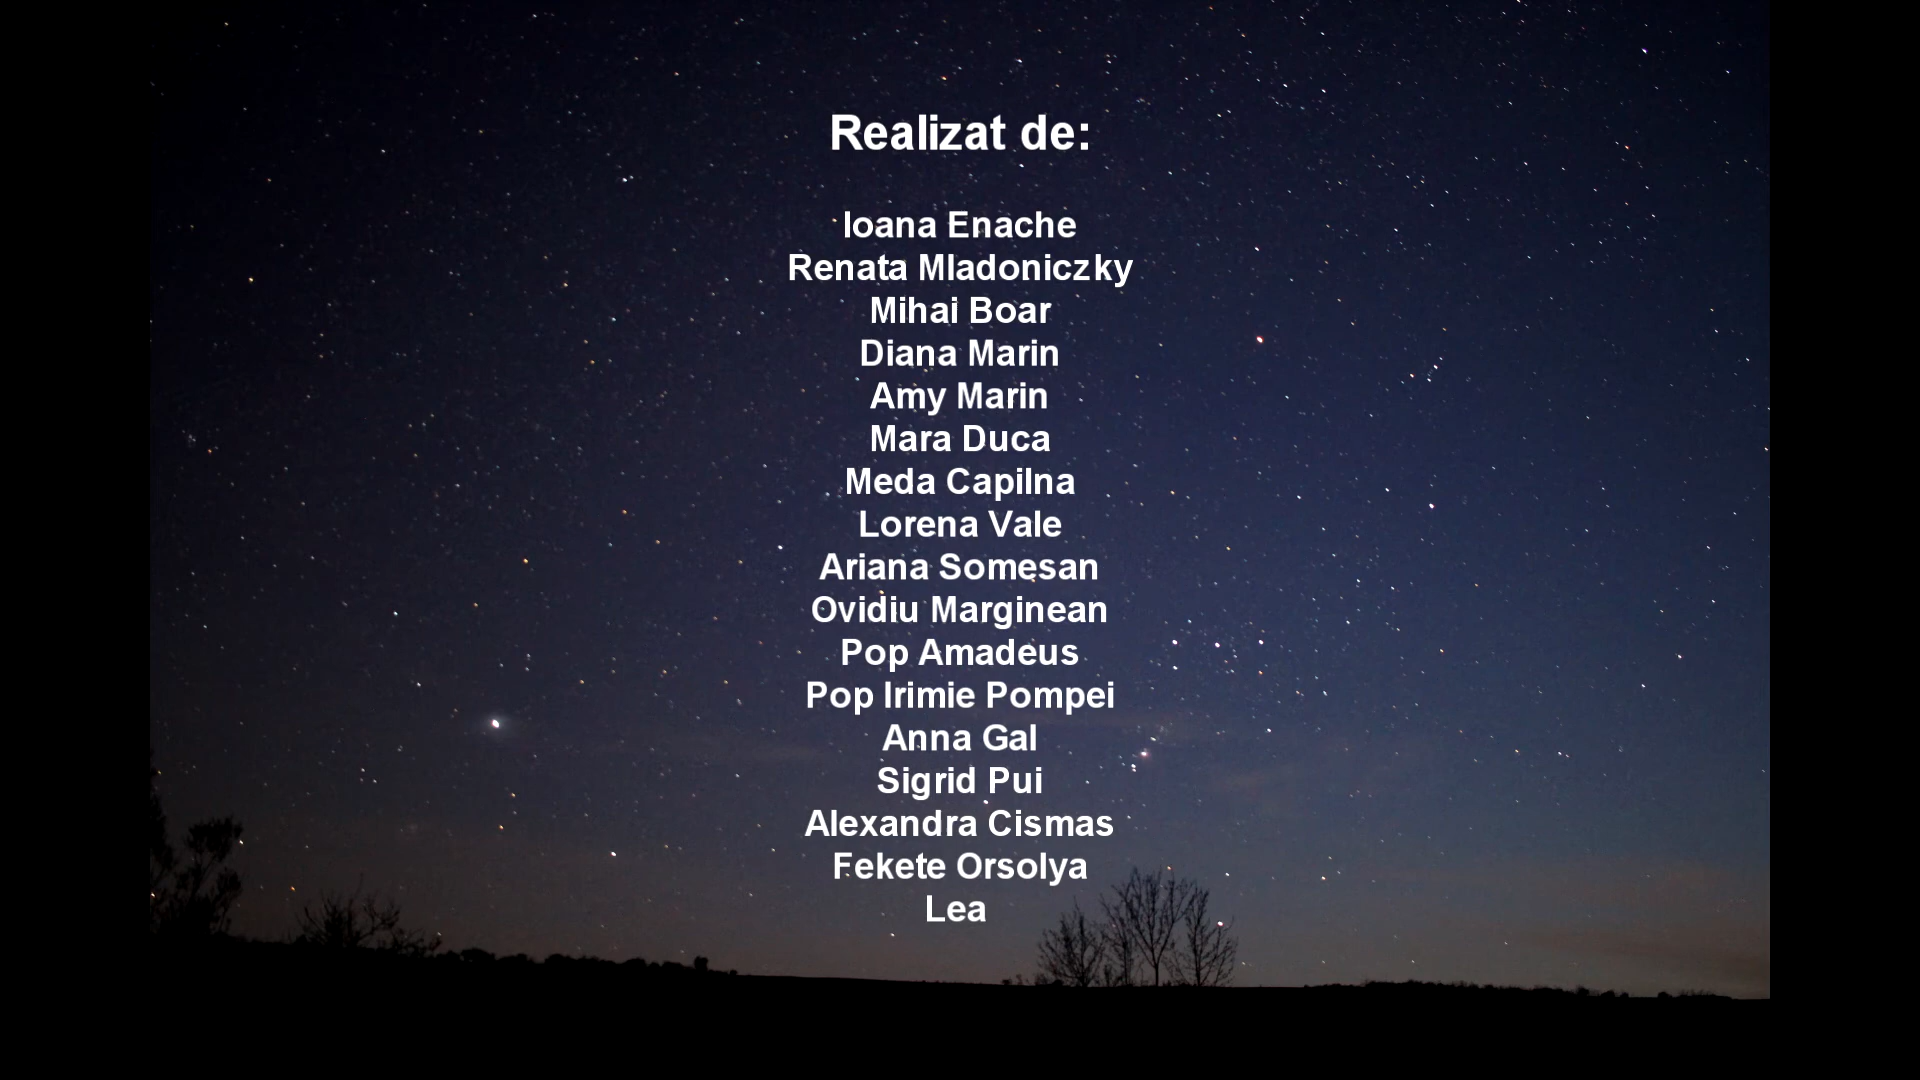 Realizat de:
Ioana Enache
Renata Mladoniczky
Mihai Boar
Diana Marin
Amy Marin
Mara Duca
Meda Capilna
Lorena Vale
Ariana Somesan
Ovidiu Marginean
Pop Amadeus
Pop Irimie Pompei
Anna Gal
Sigrid Pui
Alexandra Cismas
Fekete Orsolya
Lea